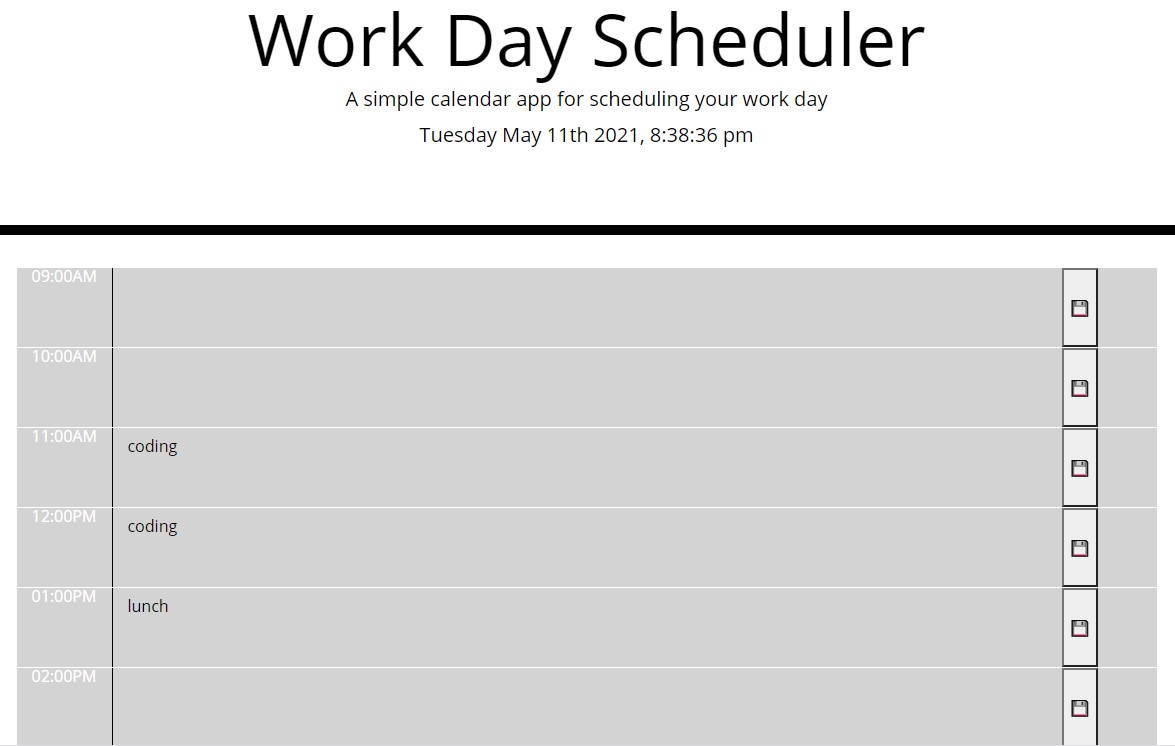 Work Day Scheduler
A simple calendar app for scheduling your work day
Tuesday May 11th 2021, 8:38:36 pm
09:00AM
10:00AM
11:00AM coding
12:00PM coding
01:00PM lunch
02:00PM